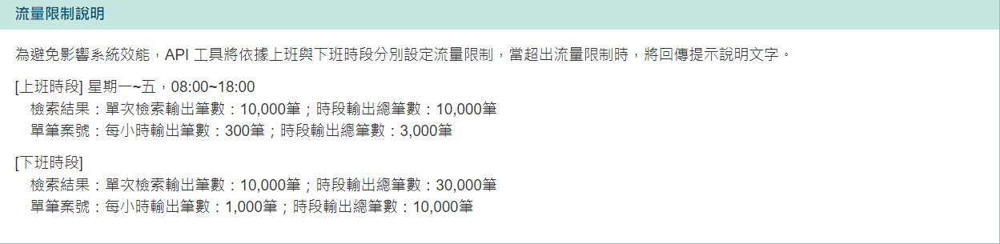 流量限制說明
為避免影響系統效能，API 工具將依據上班與下班時段分別設定流量限制，當超出流量限制時，將回傳提示說明文字。
[上班時段] 星期一~五，08:00~18:00
檢索結果：單次檢索輸出筆數：10,000筆；時段輸出總筆數：10,000筆
單筆案號：每小時輸出筆數：300筆；時段輸出總筆數：3,000筆
[下班時段]
檢索結果：單次檢索輸出筆數：10,000筆；時段輸出總筆數：30,000筆
單筆案號：每小時輸出筆數：1,000筆；時段輸出總筆數：10,000筆